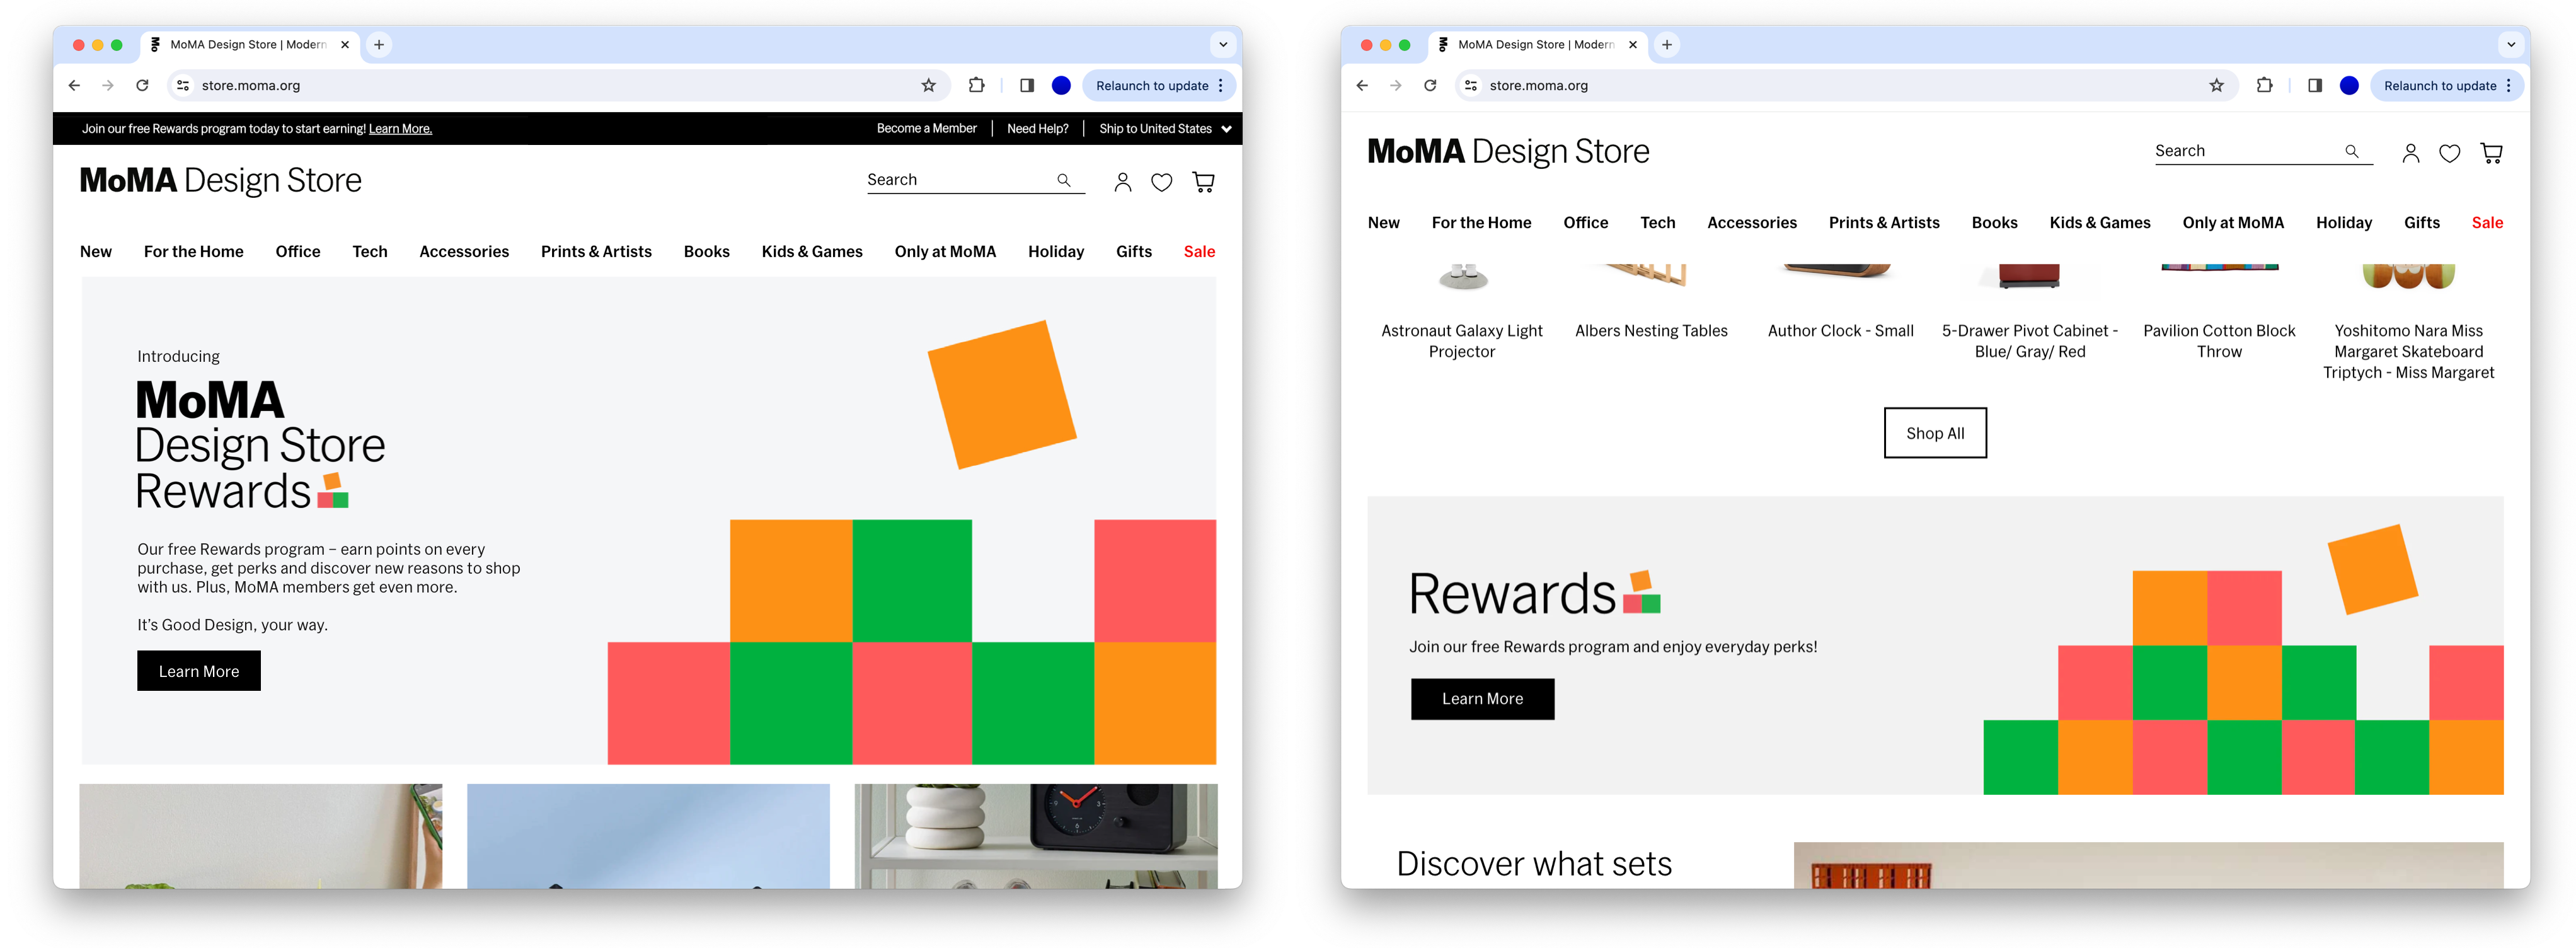 MoMA Design Store | Modern
store.moma.org
Relaunch to update
Join our free Rewards program today to start earning! Learn More.
Become a Member
Need Help?
Ship to United States
MoMA Design Store
Search
New
For the Home
Office
Tech
Accessories
Prints & Artists
Books
Kids & Games
Only at MoMA
Holiday
Gifts
Sale
Introducing
MoMA
Design Store
Rewards
Our free Rewards program – earn points on every
purchase, get perks and discover new reasons to shop
with us. Plus, MoMA members get even more.
It's Good Design, your way.
Learn More
MoMA Design Store | Modern
store.moma.org
Relaunch to update
MoMA Design Store
Search
New
For the Home
Office
Tech
Accessories
Prints & Artists
Books
Kids & Games
Only at MoMA
Holiday
Gifts
Sale
Astronaut Galaxy Light
Projector
Albers Nesting Tables
Author Clock - Small
5-Drawer Pivot Cabinet -
Blue/ Gray/ Red
Pavilion Cotton Block
Throw
Yoshitomo Nara Miss
Margaret Skateboard
Triptych - Miss Margaret
Shop All
Rewards
Join our free Rewards program and enjoy everyday perks!
Learn More
Discover what sets